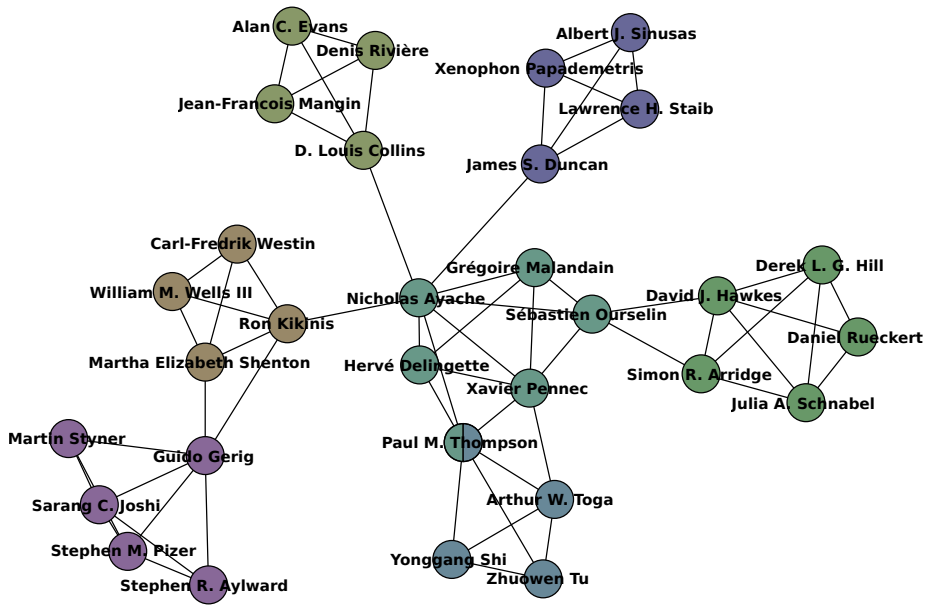 Alan C. Evans
Albert J. Sinusas
Denis Rivière
Xenophon Papademetris
Jean-Francois Mangin
Lawrence H. Staib
D. Louis Collins
James S. Duncan
Carl-Fredrik Westin
Grégoire Malandain
Derek L. G. Hill
William M. Wells III
Nicholas Ayache
David J. Hawkes
Sébastien Ourselin
Ron Kikinis
Daniel Rueckert
Martha Elizabeth Shenton
Hervé Delingette
Simon R. Arridge
Xavier Pennec
Julia A. Schnabel
Martin Styner
Paul M. Thompson
Guido Gerig
Arthur W. Toga
Sarang C. Joshi
Stephen M. Pizer
Yonggang Shi
Zhuowen Tu
Stephen R. Aylward